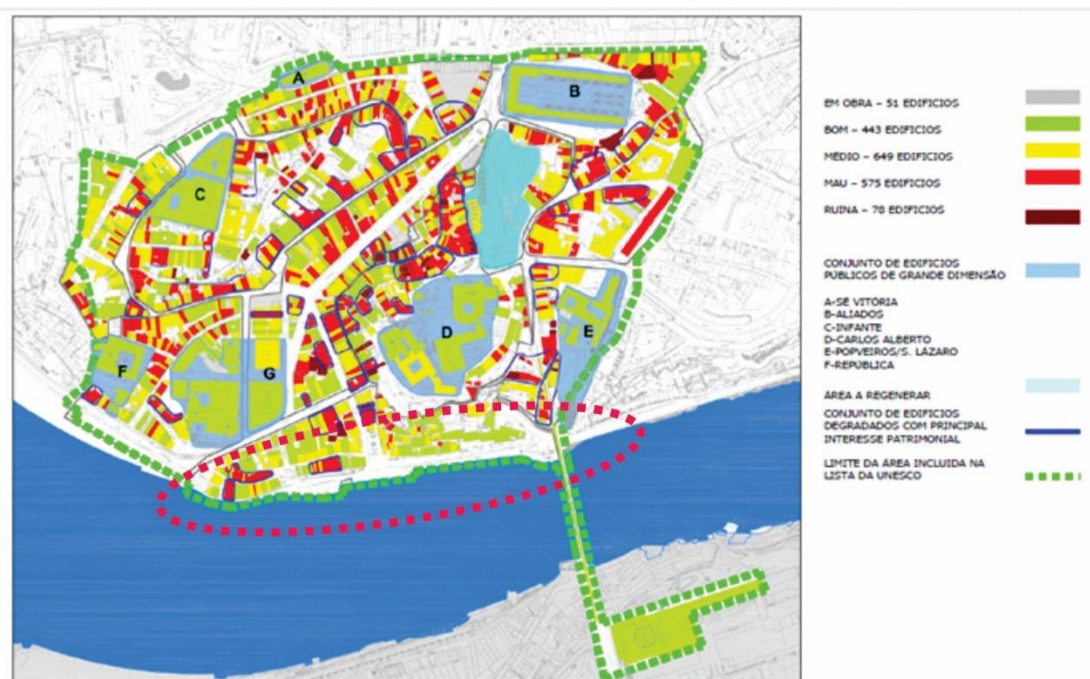 A
B
C
D
E
F
G
EM OBRA – 51 EDIFICIOS
BOM – 443 EDIFICIOS
MÉDIO – 649 EDIFICIOS
MAU – 575 EDIFICIOS
RUINA – 78 EDIFICIOS
CONJUNTO DE EDIFICIOS
PÚBLICOS DE GRANDE DIMENSÃO
A-SÉ VITÓRIA
B-ALIADOS
C-INFANTE
D-CARLOS ALBERTO
E-POPVEIROS/S. LÁZARO
F-REPÚBLICA
ÁREA A REGENERAR
CONJUNTO DE EDIFICIOS
DEGRADADOS COM PRINCIPAL
INTERESSE PATRIMONIAL
LIMITE DA ÁREA INCLUIDA NA
LISTA DA UNESCO